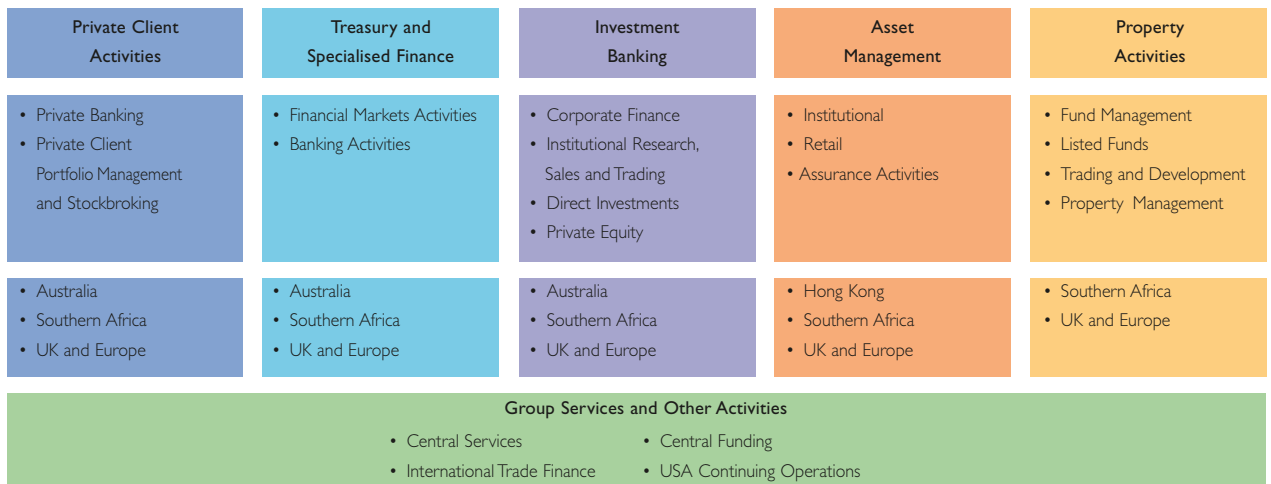 Private Client
Activities
Treasury and
Specialised Finance
Investment
Banking
Asset
Management
Property
Activities
• Private Banking
• Private Client
Portfolio Management
and Stockbroking
• Financial Markets Activities
• Banking Activities
• Corporate Finance
• Institutional Research,
Sales and Trading
• Direct Investments
• Private Equity
• Institutional
• Retail
• Assurance Activities
• Fund Management
• Listed Funds
• Trading and Development
• Property Management
• Australia
• Southern Africa
• UK and Europe
• Australia
• Southern Africa
• UK and Europe
• Australia
• Southern Africa
• UK and Europe
• Hong Kong
• Southern Africa
• UK and Europe
• Southern Africa
• UK and Europe
Group Services and Other Activities
• Central Services
• International Trade Finance
• Central Funding
• USA Continuing Operations